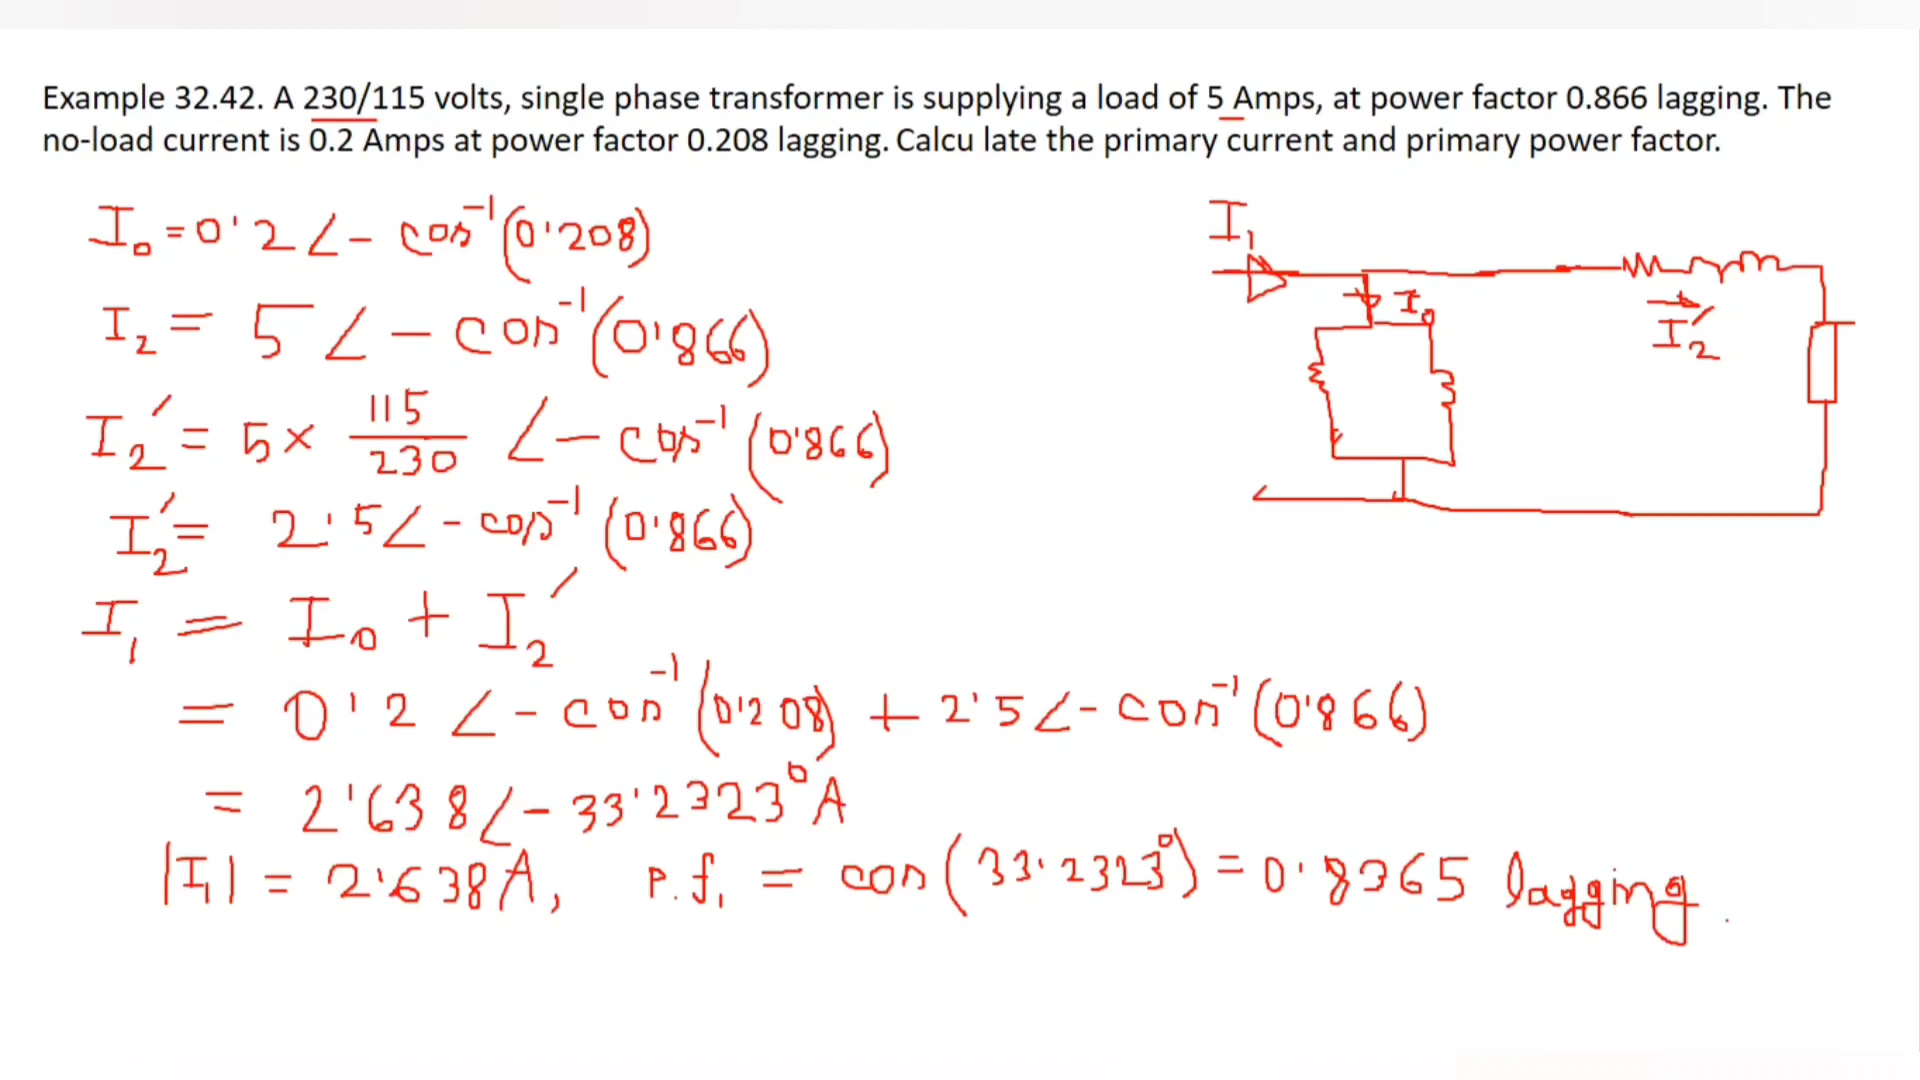 Example 32.42. A 230/115 volts, single phase transformer is supplying a load of 5 Amps, at power factor 0.866 lagging. The
no-load current is 0.2 Amps at power factor 0.208 lagging. Calcu late the primary current and primary power factor.
I₀ = 0.2∠-cos⁻¹(0.208)
I₂ = 5∠-cos⁻¹(0.866)
I₂′ = 5 × 115/230 ∠-cos⁻¹(0.866)
I₂′ = 2.5∠-cos⁻¹(0.866)
I₁ = I₀ + I₂′
= 0.2∠-cos⁻¹(0.208) + 2.5∠-cos⁻¹(0.866)
= 2.638∠-33.2323° A
|I₁| = 2.638A, P.f₁ = cos(33.2323°) = 0.8365 lagging.
I₁
I₀
I₂′